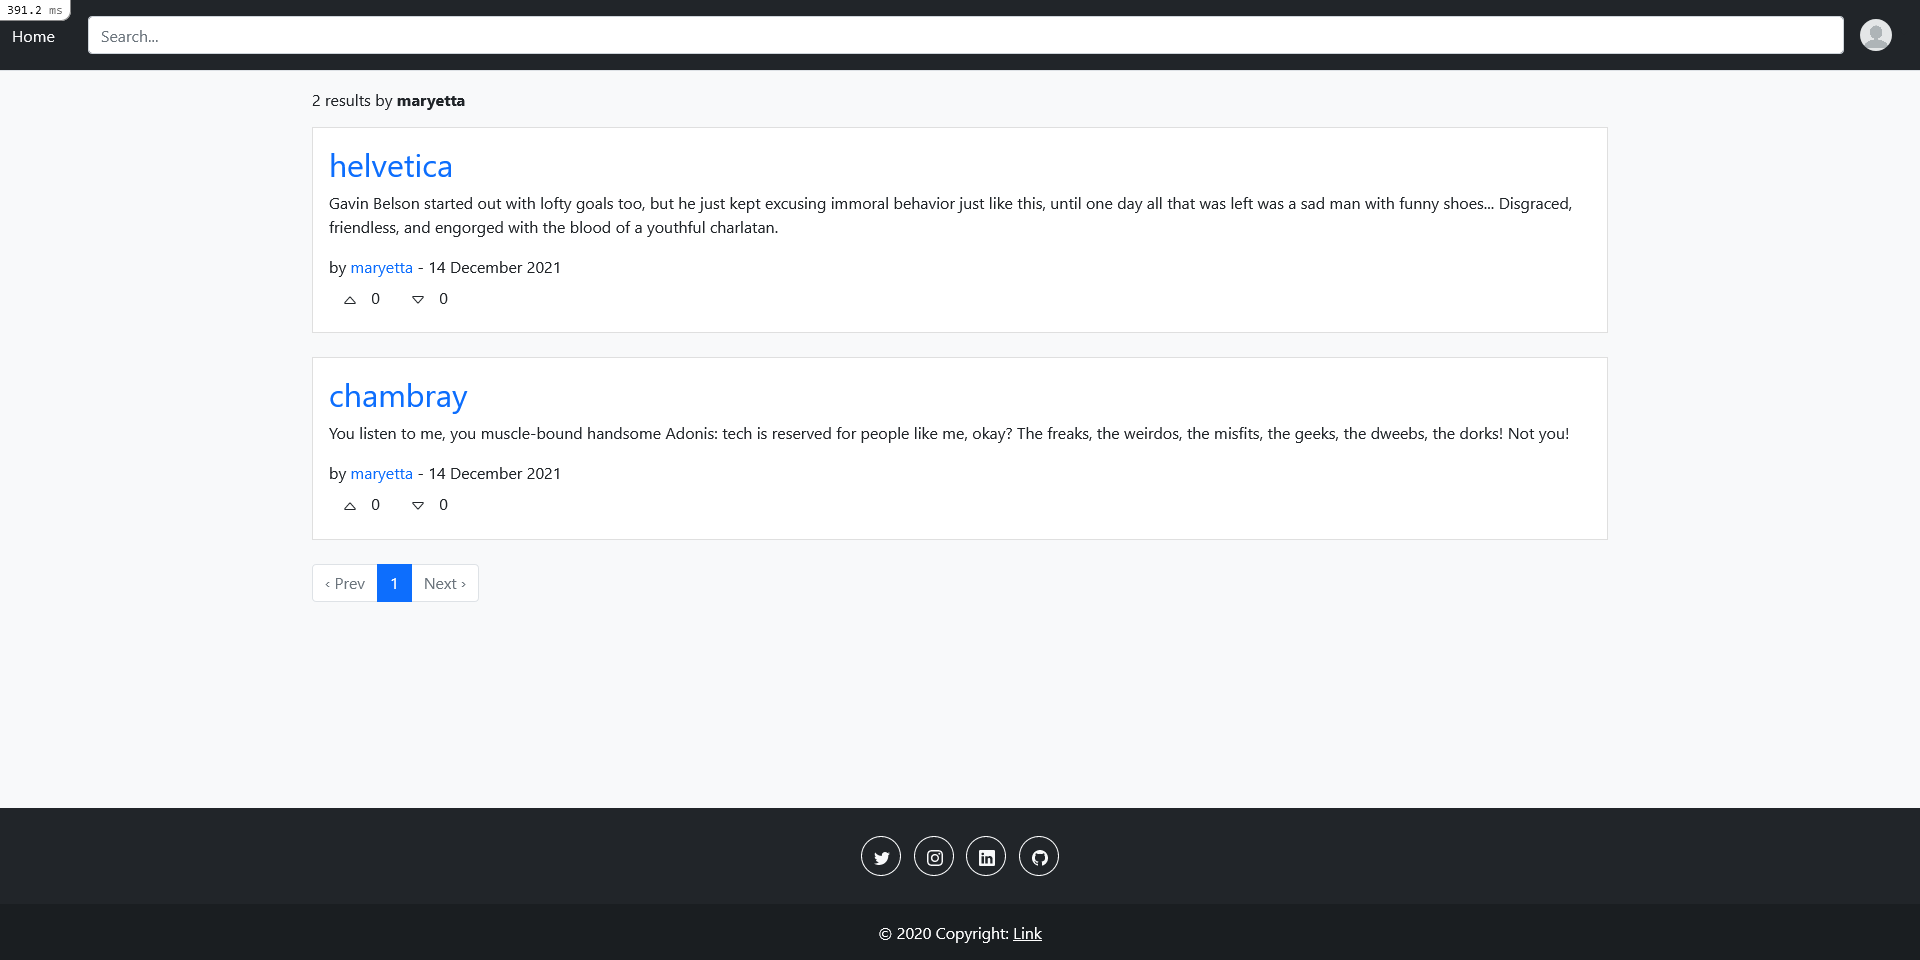 391.2 ms
Home
Search...
2 results by maryetta
helvetica
Gavin Belson started out with lofty goals too, but he just kept excusing immoral behavior just like this, until one day all that was left was a sad man with funny shoes... Disgraced,
friendless, and engorged with the blood of a youthful charlatan.
by maryetta - 14 December 2021
0 0
chambray
You listen to me, you muscle-bound handsome Adonis: tech is reserved for people like me, okay? The freaks, the weirdos, the misfits, the geeks, the dweebs, the dorks! Not you!
by maryetta - 14 December 2021
0 0
‹ Prev 1 Next ›
© 2020 Copyright: Link